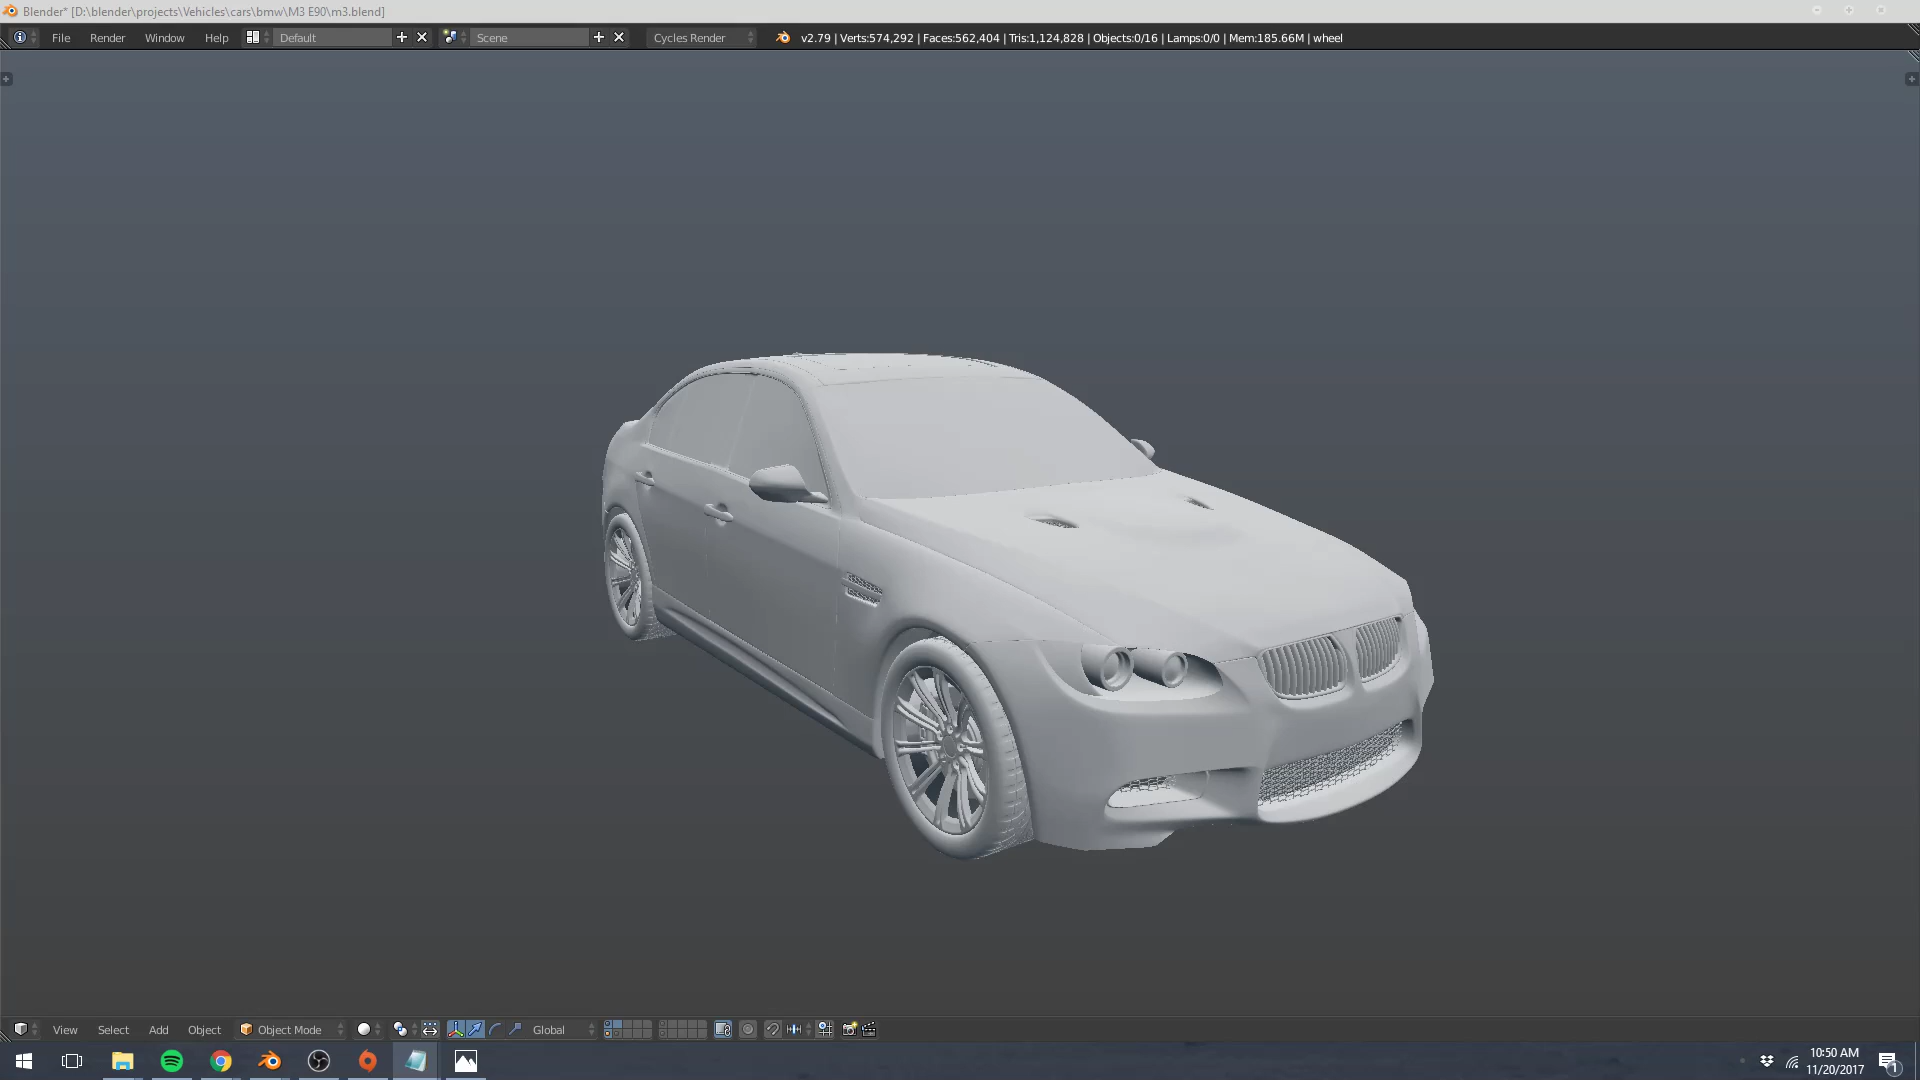 Blender* [D:\blender\projects\Vehicles\cars\bmw\M3 E90\m3.blend]
File Render Window Help Default Scene Cycles Render v2.79 | Verts:574,292 | Faces:562,404 | Tris:1,124,828 | Objects:0/16 | Lamps:0/0 | Mem:185.66M | wheel
View Select Add Object Object Mode Global
10:50 AM
11/20/2017
1